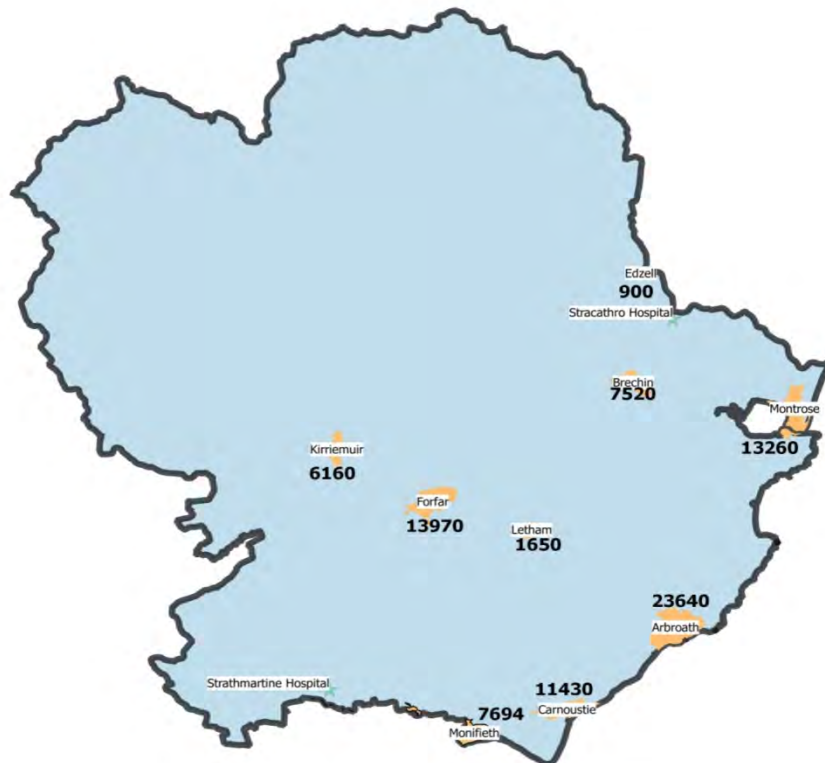 Edzell
900
Stracathro Hospital
Brechin
7520
Montrose
13260
Kirriemuir
6160
Forfar
13970
Letham
1650
23640
Arbroath
Strathmartine Hospital
11430
Carnoustie
7694
Monifieth